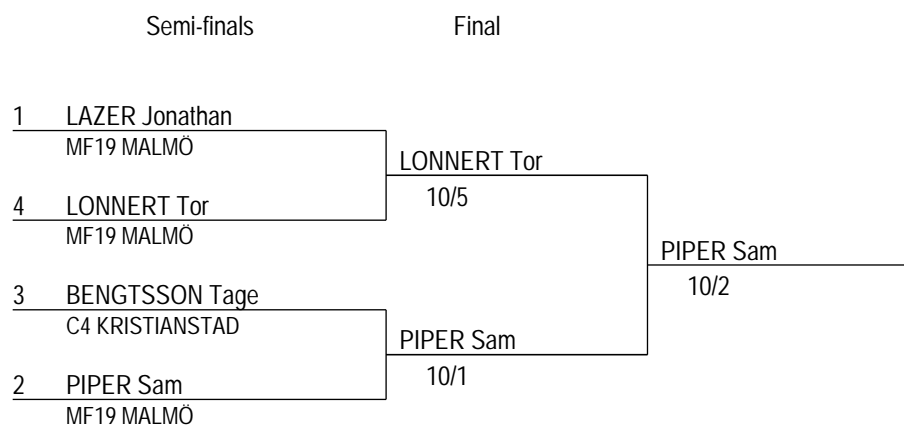 Semi-finals Final
1 LAZER Jonathan
MF19 MALMÖ
LONNERT Tor
10/5
4 LONNERT Tor
MF19 MALMÖ
PIPER Sam
10/2
3 BENGTSSON Tage
C4 KRISTIANSTAD
PIPER Sam
10/1
2 PIPER Sam
MF19 MALMÖ